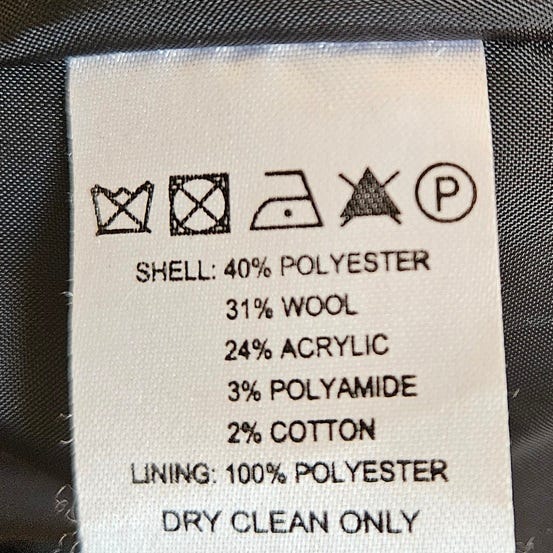 P
SHELL: 40% POLYESTER
31% WOOL
24% ACRYLIC
3% POLYAMIDE
2% COTTON
LINING: 100% POLYESTER
DRY CLEAN ONLY